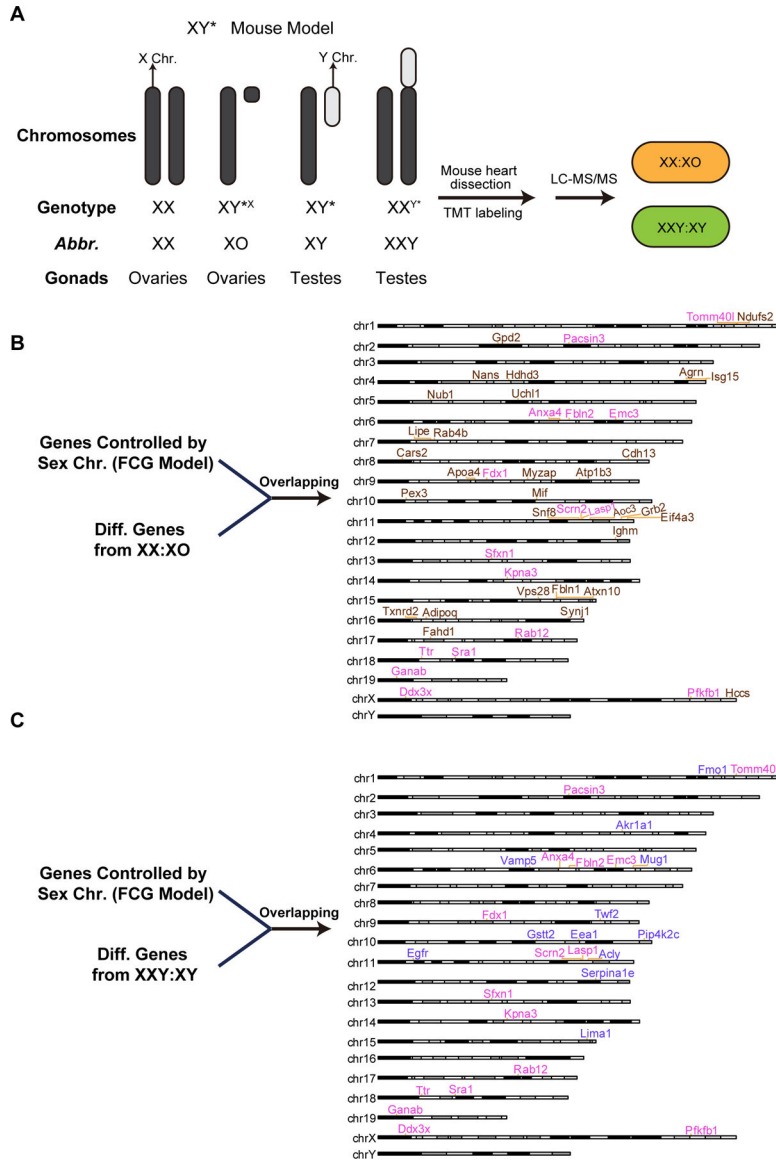 A
XY* Mouse Model
X Chr.
Y Chr.
Chromosomes
Genotype XX XY*X XY* XXY*
Abbr. XX XO XY XXY
Gonads Ovaries Ovaries Testes Testes
Mouse heart
dissection
TMT labeling
LC-MS/MS
XX:XO
XXY:XY
B
Genes Controlled by
Sex Chr. (FCG Model)
Overlapping
Diff. Genes
from XX:XO
Tomm40l Ndufs2
chr1
Gpd2 Pacsin3
chr2
chr3
Nans Hdhd3 Agrn Isg15
chr4
Nub1 Uchl1
chr5
Anxa4 Fbln2 Emc3
chr6
Lipe Rab4b
chr7
Cars2 Cdh13
chr8
Apoa4 Fdx1 Myzap Atp1b3
chr9
Pex3 Mif
chr10
Snf8 Scrn2 Lasp1 Aoc3 Grb2 Eif4a3
chr11
Ighm
chr12
Sfxn1
chr13
Kpna3
chr14
Vps28 Fbln1 Atxn10
chr15
Txnrd2 Adipoq Synj1
chr16
Fahd1 Rab12
chr17
Ttr Sra1
chr18
Ganab
chr19
Ddx3x Pfkfb1 Hccs
chrX
chrY
C
Genes Controlled by
Sex Chr. (FCG Model)
Overlapping
Diff. Genes
from XXY:XY
Fmo1 Tomm40
chr1
Pacsin3
chr2
chr3
Akr1a1
chr4
chr5
Vamp5 Anxa4 Fbln2 Emc3 Mug1
chr6
chr7
chr8
Fdx1 Twf2
chr9
Gstt2 Eea1 Pip4k2c
chr10
Egfr Scrn2 Lasp1 Acly
chr11
Serpina1e
chr12
Sfxn1
chr13
Kpna3
chr14
Lima1
chr15
chr16
Rab12
chr17
Ttr Sra1
chr18
Ganab
chr19
Ddx3x Pfkfb1
chrX
chrY